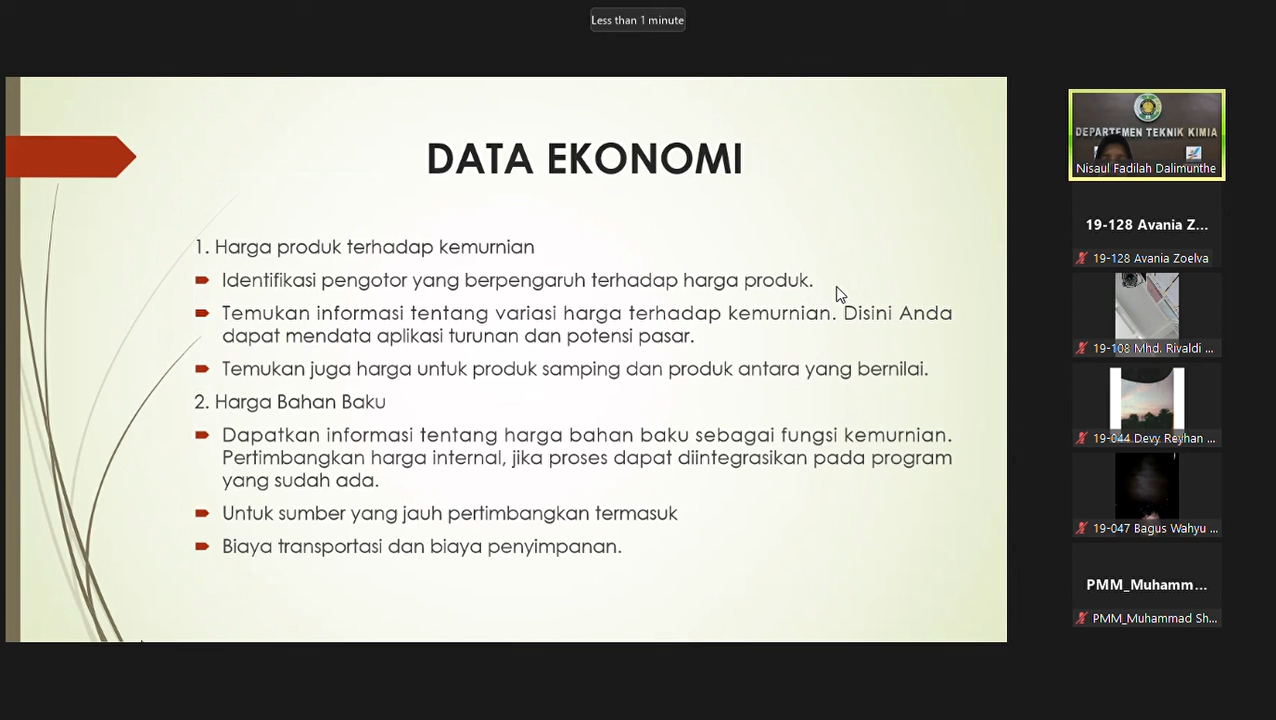 Less than 1 minute
DATA EKONOMI
1. Harga produk terhadap kemurnian
Identifikasi pengotor yang berpengaruh terhadap harga produk.
Temukan informasi tentang variasi harga terhadap kemurnian. Disini Anda
dapat mendata aplikasi turunan dan potensi pasar.
Temukan juga harga untuk produk samping dan produk antara yang bernilai.
2. Harga Bahan Baku
Dapatkan informasi tentang harga bahan baku sebagai fungsi kemurnian.
Pertimbangkan harga internal, jika proses dapat diintegrasikan pada program
yang sudah ada.
Untuk sumber yang jauh pertimbangkan termasuk
Biaya transportasi dan biaya penyimpanan.
DEPARTEMEN TEKNIK KIMIA
Nisaul Fadilah Dalimunthe
19-128 Avania Z...
19-128 Avania Zoelva
19-108 Mhd. Rivaldi ...
19-044 Devy Reyhan ...
19-047 Bagus Wahyu ...
PMM_Muhamm...
PMM_Muhammad Sh...